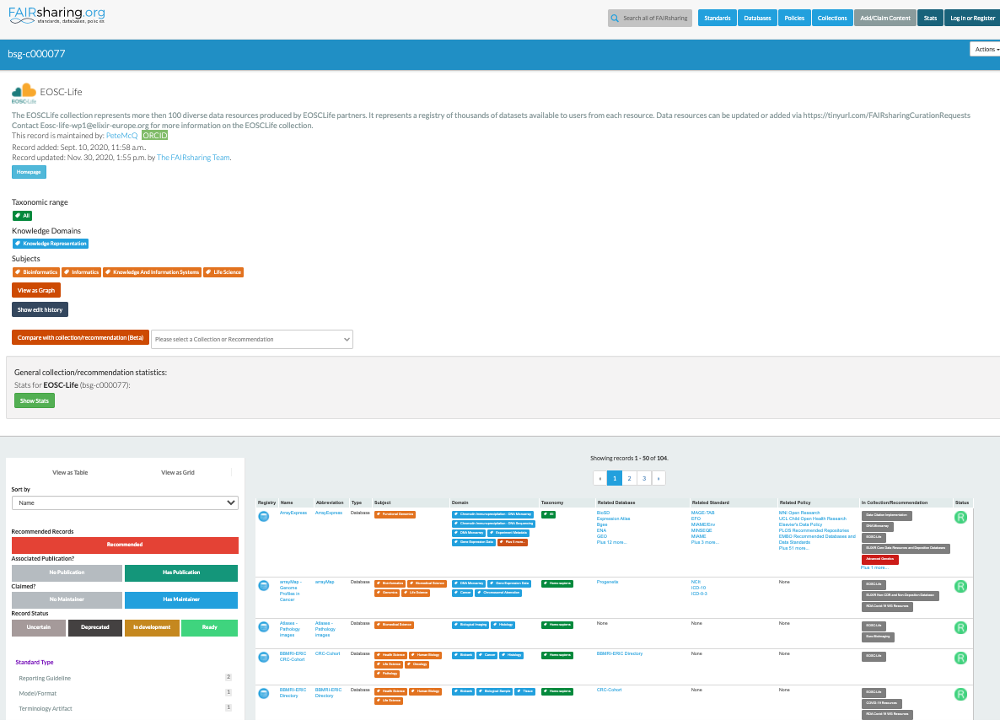 FAIRsharing.org
standards, databases, policies
Search all of FAIRsharing
Standards
Databases
Policies
Collections
Add/Claim Content
Stats
Log in or Register
bsg-c000077
Actions
EOSC-Life
EOSC-Life
The EOSCLife collection represents more then 100 diverse data resources produced by EOSCLife partners. It represents a registry of thousands of datasets available to users from each resource. Data resources can be updated or added via https://tinyurl.com/FAIRsharingCurationRequests
Contact Eosc-life-wp1@elixir-europe.org for more information on the EOSCLife collection.
This record is maintained by: PeteMcQ ORCID
Record added: Sept. 10, 2020, 11:58 a.m..
Record updated: Nov. 30, 2020, 1:55 p.m. by The FAIRsharing Team.
Homepage
Taxonomic range
All
Knowledge Domains
Knowledge Representation
Subjects
Bioinformatics Informatics Knowledge And Information Systems Life Science
View as Graph
Show edit history
Compare with collection/recommendation (Beta)
Please select a Collection or Recommendation
General collection/recommendation statistics:
Stats for EOSC-Life (bsg-c000077):
Show Stats
View as Table
View as Grid
Sort by
Name
Recommended Records
Recommended
Associated Publication?
No Publication
Has Publication
Claimed?
No Maintainer
Has Maintainer
Record Status
Uncertain
Deprecated
In development
Ready
Standard Type
Reporting Guideline 2
Model/Format 1
Terminology Artifact 1
Showing records 1 - 50 of 104.
« 1 2 3 »
Registry Name Abbreviation Type Subject Domain Taxonomy Related Database Related Standard Related Policy In Collection/Recommendation Status
ArrayExpress
ArrayExpress
Database
Functional Genomics
Chromatin Immunoprecipitation - DNA Microarray
Chromatin Immunoprecipitation - DNA Sequencing
DNA Microarray
Experiment Metadata
Gene Expression Data
Plus 5 more...
All
BioSD
Expression Atlas
Bgee
ENA
GEO
Plus 12 more...
MAGE-TAB
EFO
MIAME/Env
MINSEQE
MIAME
Plus 3 more...
MNI Open Research
UCL Child Open Health Research
Elsevier's Data Policy
PLOS Recommended Repositories
EMBO Recommended Databases and
Data Standards
Plus 51 more...
Data Citation Implementation
DNA Microarray
EOSC-Life
ELIXIR Core Data Resources and Deposition Databases
Advanced Genetics
Plus 1 more...
R
arrayMap -
Genome
Profiles in
Cancer
arrayMap
Database
Bioinformatics
Biomedical Science
Genomics
Life Science
DNA Microarray
Gene Expression Data
Cancer
Chromosomal Aberration
Homo sapiens
Progenetix
NCIt
ICD-10
ICD-0-3
None
EOSC-Life
ELIXIR Non-CDR and Non-Deposition Database
RDA Covid-19 WG Resources
R
Atlases -
Pathology
images
Atlases -
Pathology
images
Database
Biomedical Science
Biological Imaging
Histology
Homo sapiens
None
None
None
EOSC-Life
Euro-BioImaging
R
BBMRI-ERIC
CRC-Cohort
CRC-Cohort
Database
Health Science
Human Biology
Life Science
Oncology
Pathology
Biobank
Cancer
Histology
Homo sapiens
BBMRI-ERIC Directory
None
None
EOSC-Life
R
BBMRI-ERIC
Directory
BBMRI-ERIC
Directory
Database
Health Science
Human Biology
Life Science
Biobank
Biological Sample
Tissue
Homo sapiens
CRC-Cohort
None
None
EOSC-Life
COVID-19 Resources
RDA Covid-19 WG Resources
R